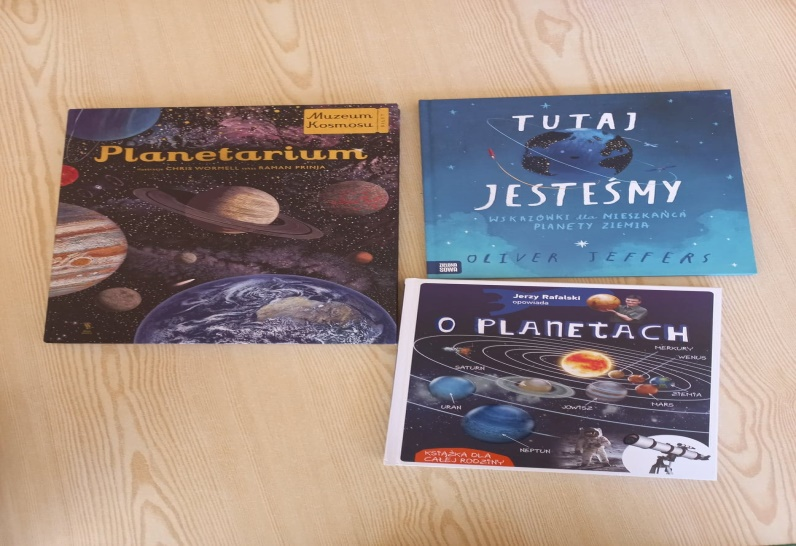 Muzeum
Kosmosu
Planetarium
CHRIS WORMELL
RAMAN PRINJA
TUTAJ
JESTEŚMY
WSKAZÓWKI dla MIESZKAŃCA
PLANETY ZIEMIA
OLIVER JEFFERS
ZIELONA
SOWA
Jerzy Rafalski
opowiada
O PLANETACH
MERKURY
WENUS
SATURN
ZIEMIA
URAN
JOWISZ
MARS
NEPTUN
KSIĄŻKA DLA
CAŁEJ RODZINY